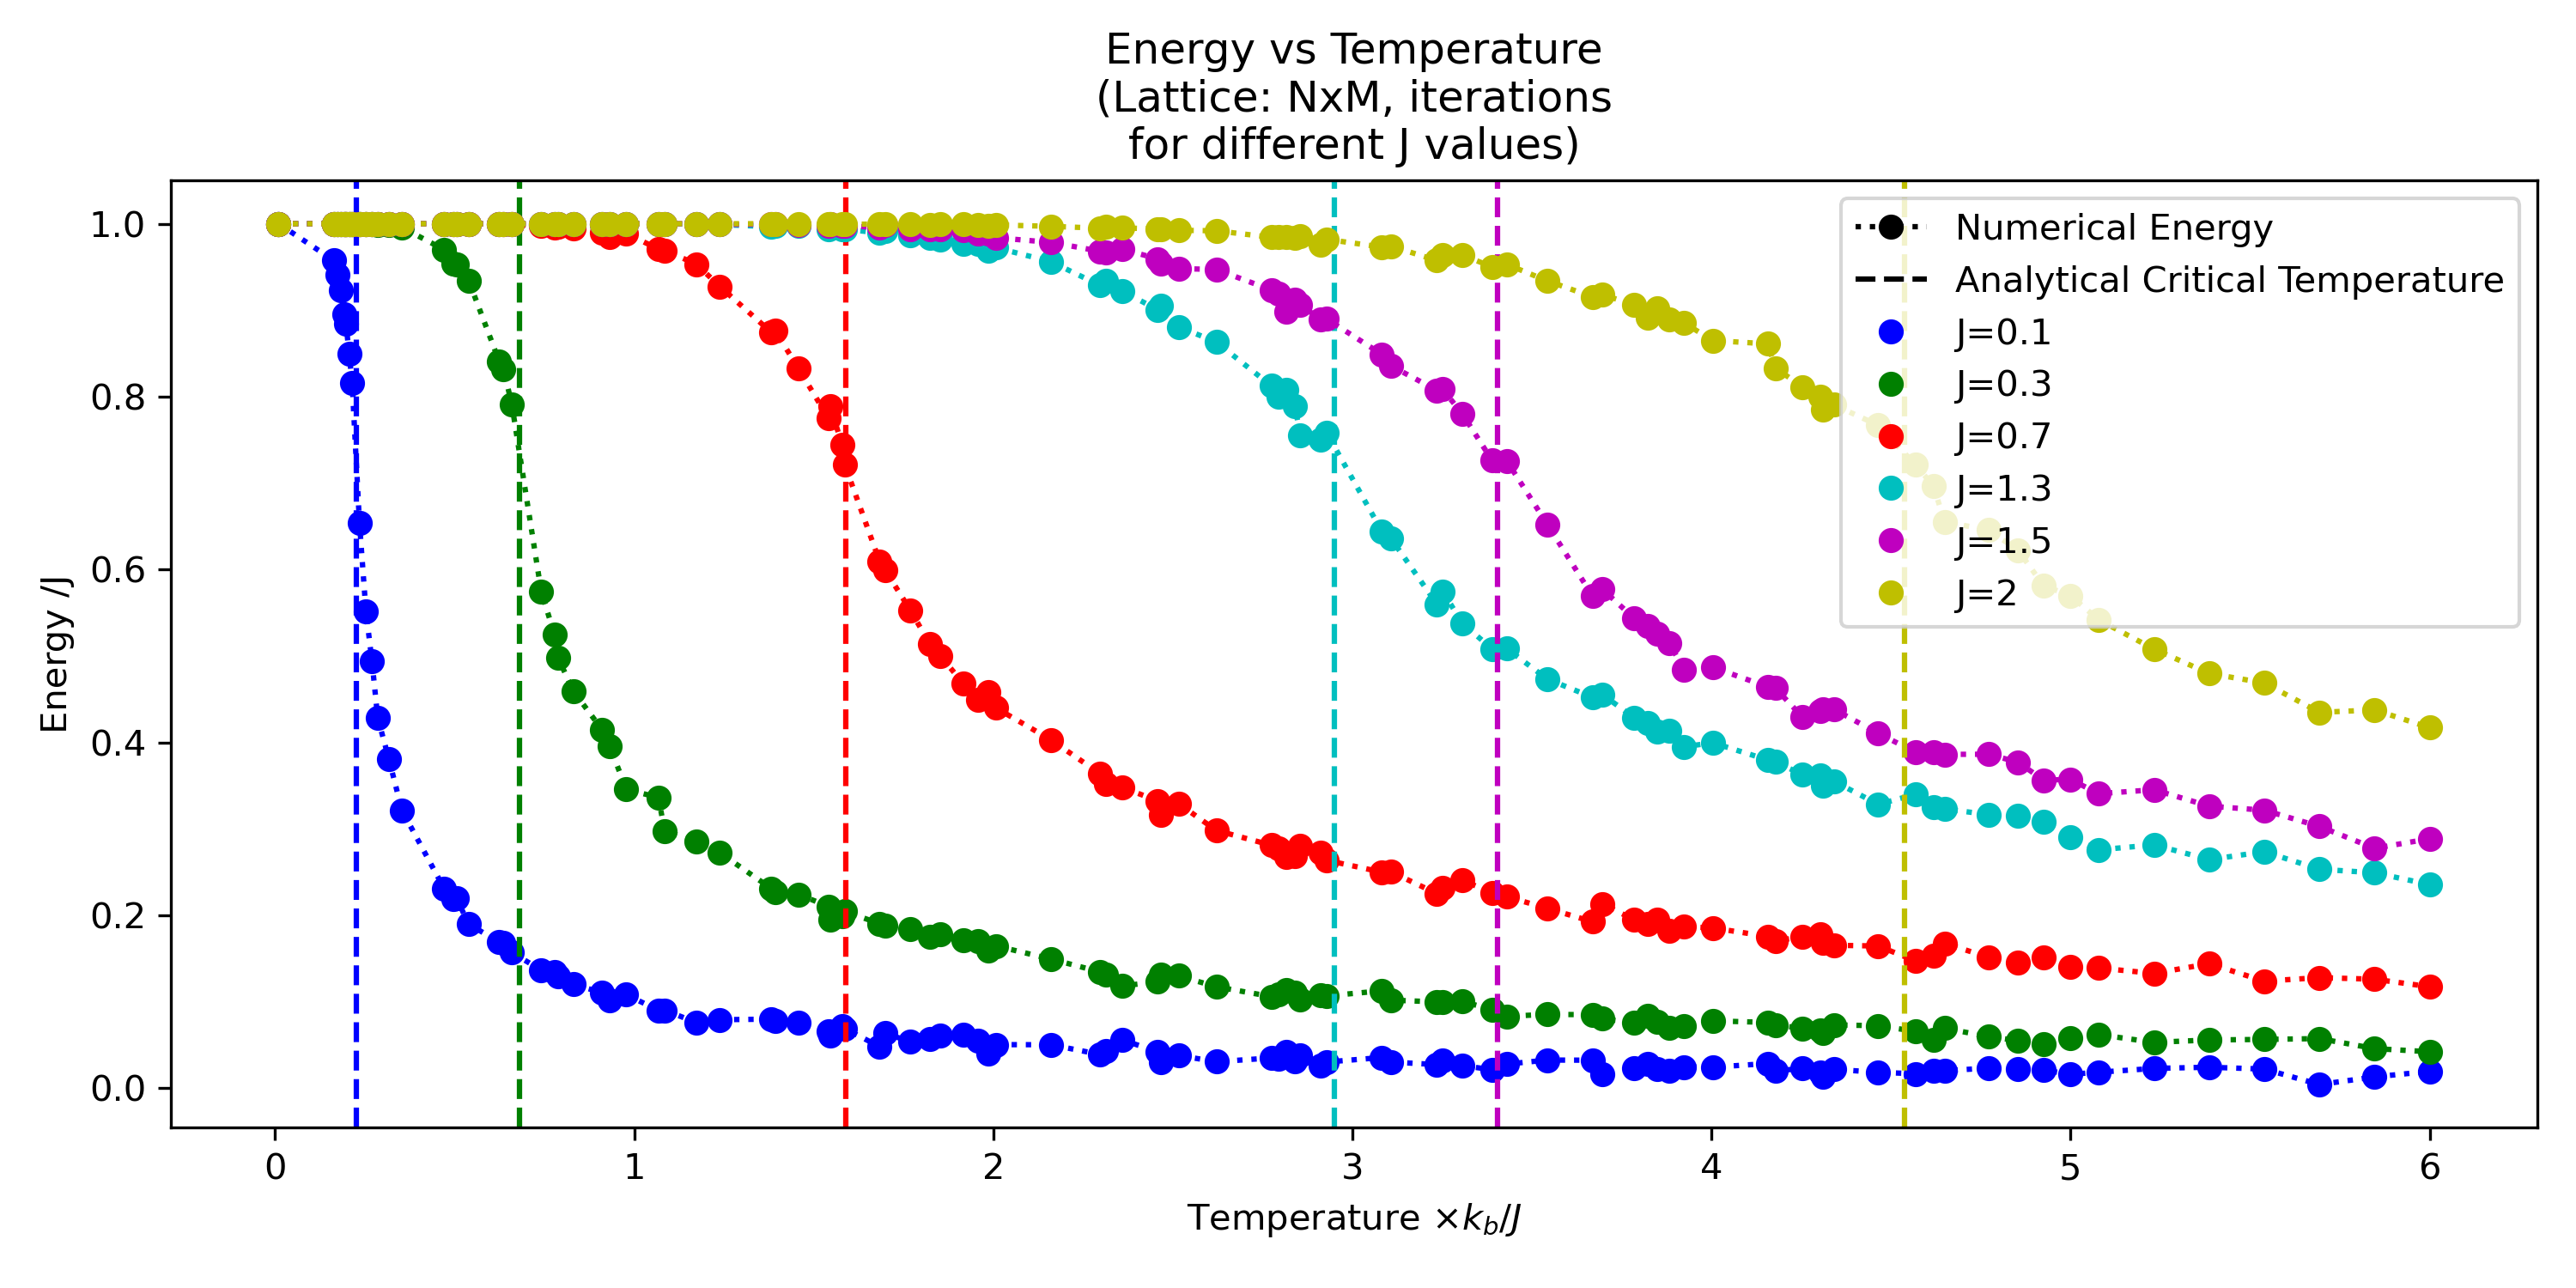 Energy vs Temperature
(Lattice: NxM, iterations
for different J values)
Energy /J
1.0
0.8
0.6
0.4
0.2
0.0
Numerical Energy
Analytical Critical Temperature
J=0.1
J=0.3
J=0.7
J=1.3
J=1.5
J=2
0 1 2 3 4 5 6
Temperature ×k_b/J